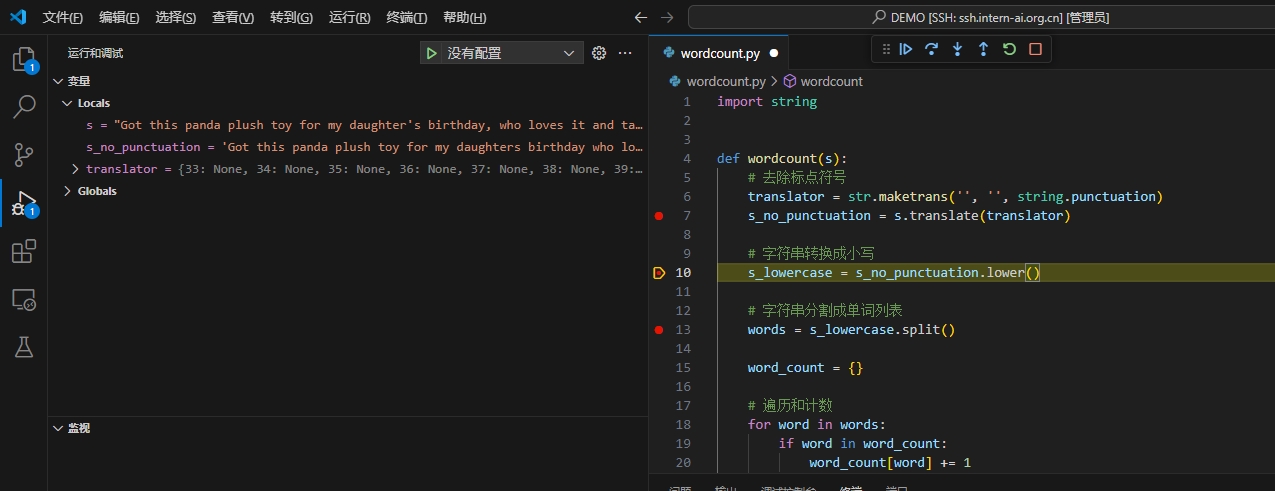 文件(F) 编辑(E) 选择(S) 查看(V) 转到(G) 运行(R) 终端(T) 帮助(H) DEMO [SSH: ssh.intern-ai.org.cn] [管理员]
运行和调试 没有配置
变量
Locals
s = "Got this panda plush toy for my daughter's birthday, who loves it and ta…
s_no_punctuation = 'Got this panda plush toy for my daughters birthday who lo…
translator = {33: None, 34: None, 35: None, 36: None, 37: None, 38: None, 39:…
Globals
监视
1
1
wordcount.py
wordcount.py > wordcount
1 import string
2
3
4 def wordcount(s):
5 # 去除标点符号
6 translator = str.maketrans('', '', string.punctuation)
7 s_no_punctuation = s.translate(translator)
8
9 # 字符串转换成小写
10 s_lowercase = s_no_punctuation.lower()
11
12 # 字符串分割成单词列表
13 words = s_lowercase.split()
14
15 word_count = {}
16
17 # 遍历和计数
18 for word in words:
19 if word in word_count:
20 word_count[word] += 1